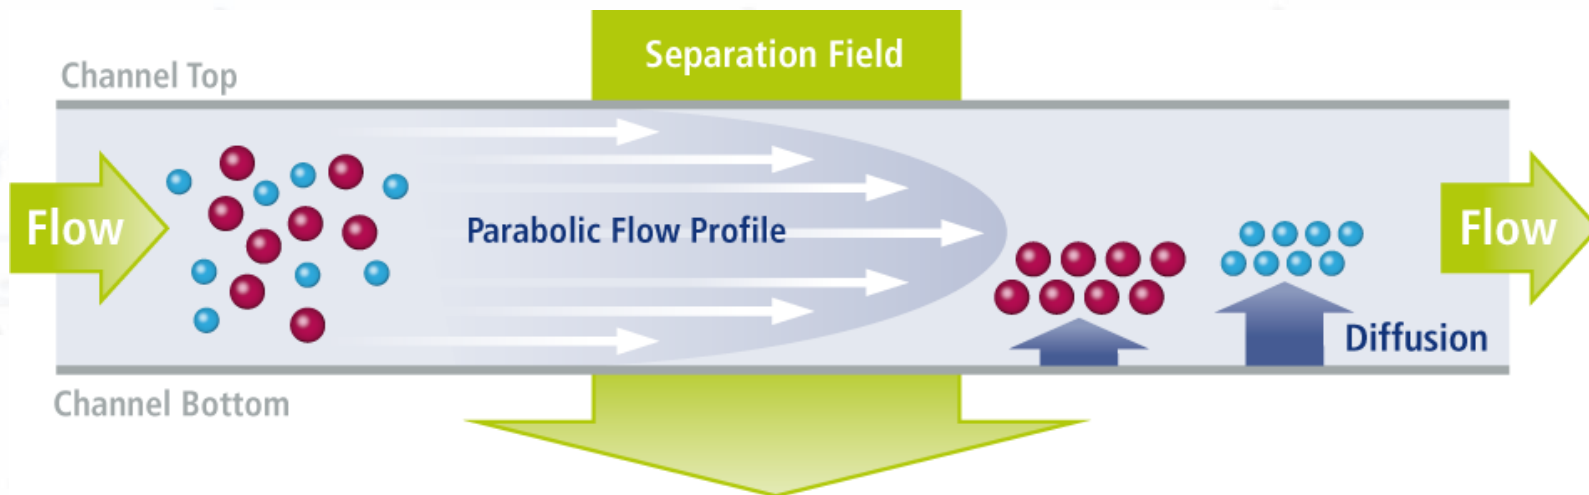 Separation Field
Channel Top
Flow
Parabolic Flow Profile
Flow
Diffusion
Channel Bottom